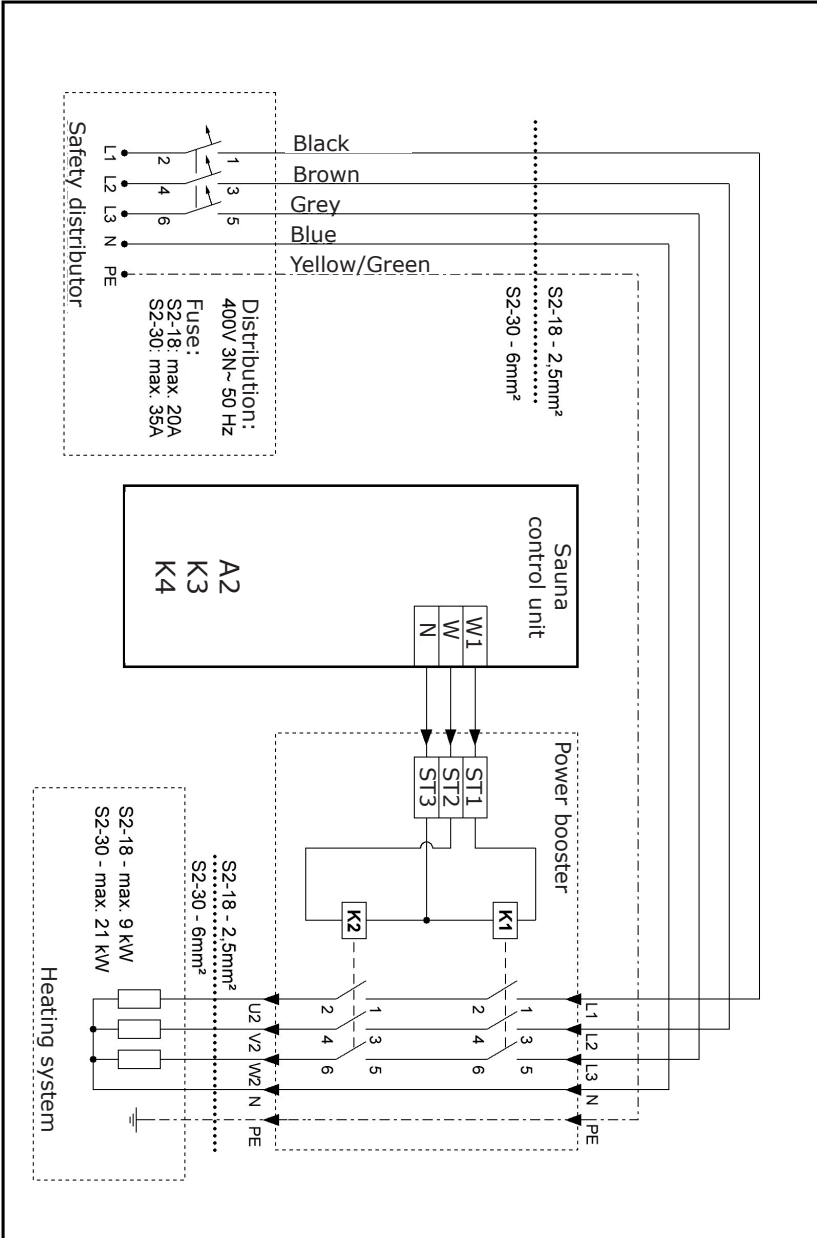 Safety distributor
L1
L2
L3
N
PE
2
4
6
1
3
5
Distribution:
400V 3N~ 50 Hz
Fuse:
S2-18: max. 20A
S2-30: max. 35A
Black
Brown
Grey
Blue
Yellow/Green
S2-18 - 2,5mm²
S2-30 - 6mm²
Sauna
control unit
W1
W
N
A2
K3
K4
Power booster
ST1
ST2
ST3
K1
K2
L1
L2
L3
N
PE
1
3
5
2
4
6
1
3
5
2
4
6
U2
V2
W2
N
PE
S2-18 - 2,5mm²
S2-30 - 6mm²
S2-18 - max. 9 kW
S2-30 - max. 21 kW
Heating system